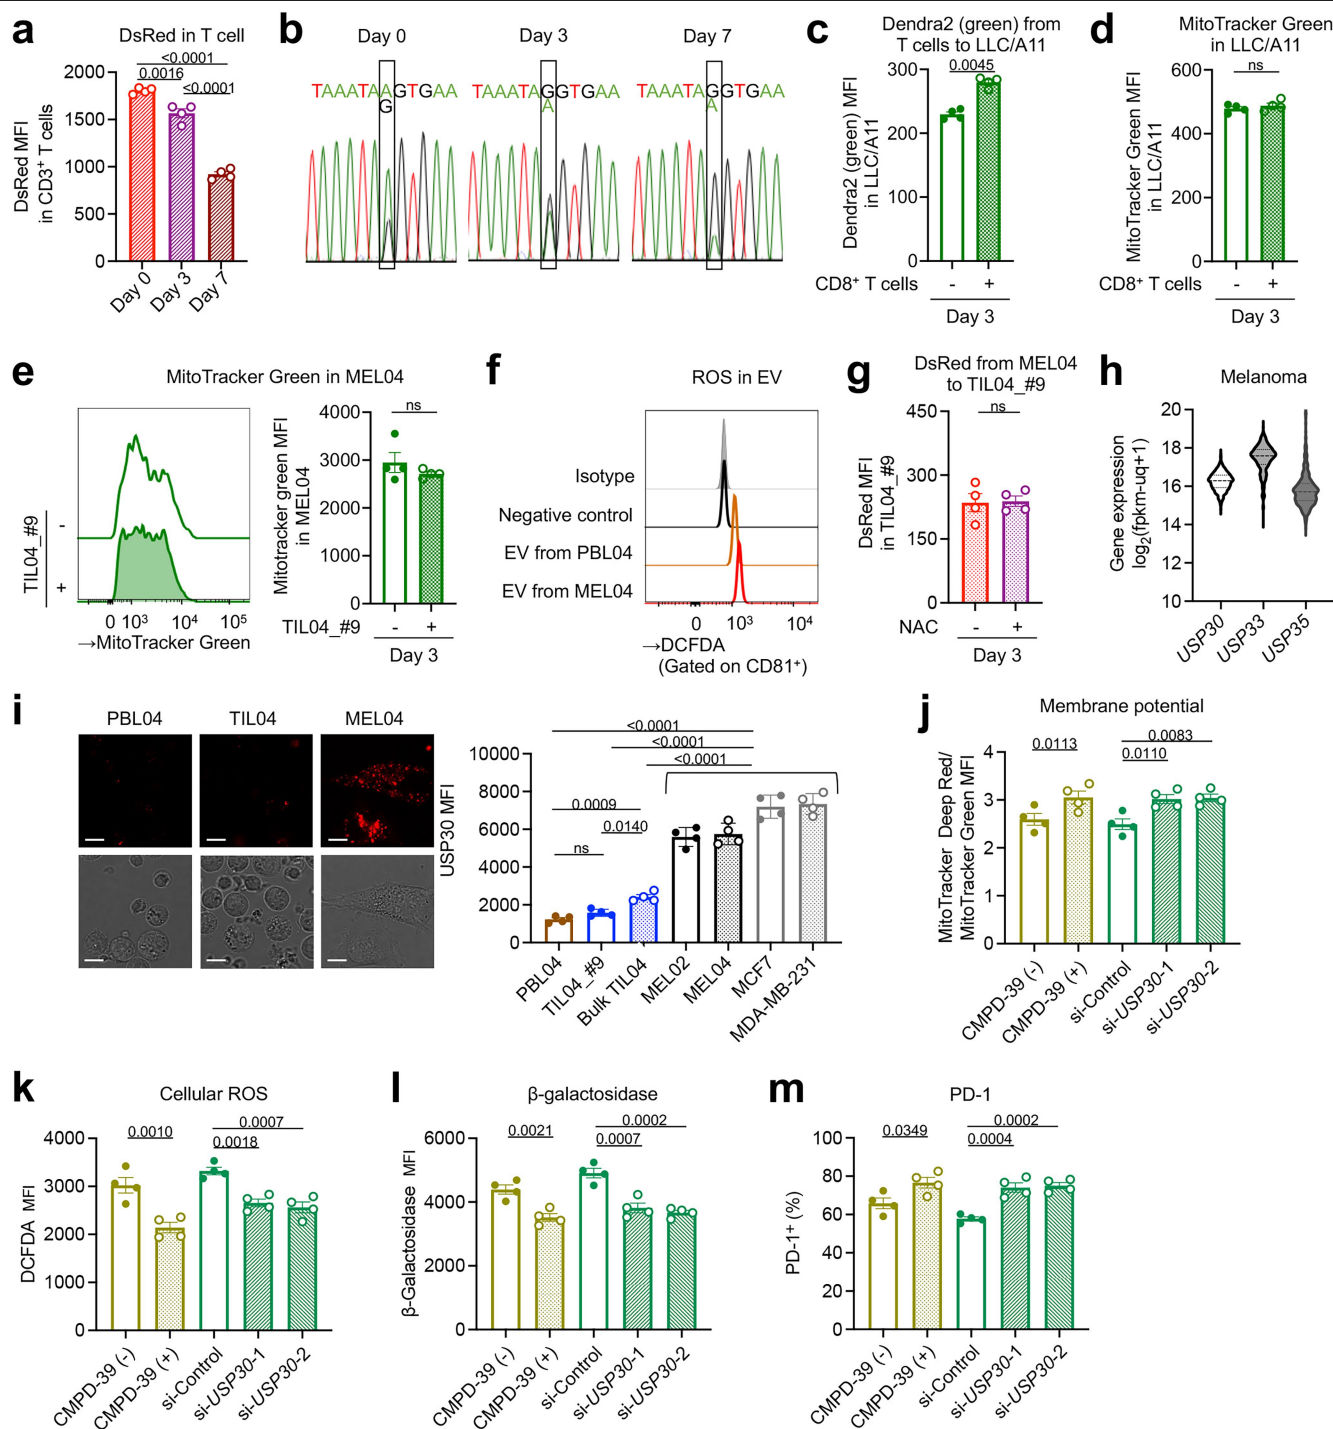 a
DsRed in T cell
<0.0001
0.0016
<0.0001
DsRed MFI
in CD3⁺ T cells
2000
1500
1000
500
0
Day 0
Day 3
Day 7
b
Day 0
Day 3
Day 7
TAAATAAGTGAA
G
TAAATAGGTGAA
A
TAAATAGGTGAA
A
c
Dendra2 (green) from
T cells to LLC/A11
0.0045
Dendra2 (green) MFI
in LLC/A11
300
200
100
0
CD8⁺ T cells
-
+
Day 3
d
MitoTracker Green
in LLC/A11
ns
MitoTracker Green MFI
in LLC/A11
600
400
200
0
CD8⁺ T cells
-
+
Day 3
e
MitoTracker Green in MEL04
TIL04_#9
-
+
0
10³
10⁴
10⁵
→MitoTracker Green
ns
Mitotracker green MFI
in MEL04
4000
3000
2000
1000
0
TIL04_#9
-
+
Day 3
f
ROS in EV
Isotype
Negative control
EV from PBL04
EV from MEL04
0
10³
10⁴
→DCFDA
(Gated on CD81⁺)
g
DsRed from MEL04
to TIL04_#9
ns
DsRed MFI
in TIL04_#9
450
300
150
0
NAC
-
+
Day 3
h
Melanoma
Gene expression
log₂(fpkm-uq+1)
20
18
16
14
12
10
USP30
USP33
USP35
i
PBL04
TIL04
MEL04
<0.0001
<0.0001
<0.0001
0.0009
0.0140
ns
USP30 MFI
10000
8000
6000
4000
2000
0
PBL04
TIL04_#9
Bulk TIL04
MEL02
MEL04
MCF7
MDA-MB-231
j
Membrane potential
0.0113
0.0083
0.0110
MitoTracker Deep Red/
MitoTracker Green MFI
4
3
2
1
0
CMPD-39 (-)
CMPD-39 (+)
si-Control
si-USP30-1
si-USP30-2
k
Cellular ROS
0.0010
0.0007
0.0018
DCFDA MFI
4000
3000
2000
1000
0
CMPD-39 (-)
CMPD-39 (+)
si-Control
si-USP30-1
si-USP30-2
l
β-galactosidase
0.0021
0.0002
0.0007
β-Galactosidase MFI
6000
4000
2000
0
CMPD-39 (-)
CMPD-39 (+)
si-Control
si-USP30-1
si-USP30-2
m
PD-1
0.0349
0.0002
0.0004
PD-1⁺ (%)
100
80
60
40
20
0
CMPD-39 (-)
CMPD-39 (+)
si-Control
si-USP30-1
si-USP30-2